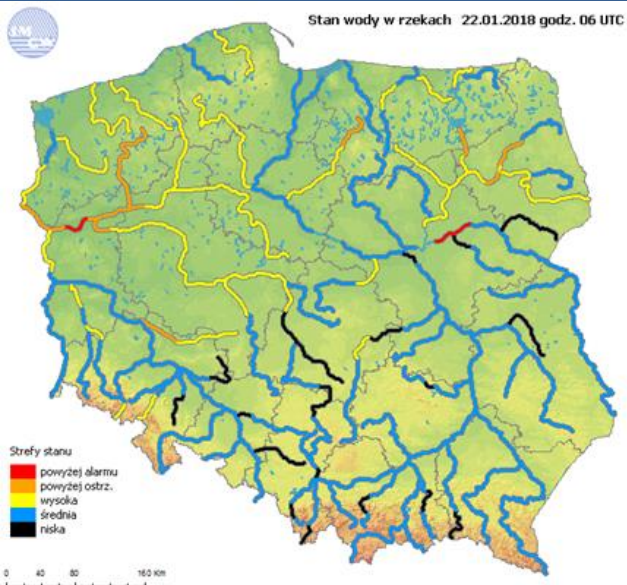 Stan wody w rzekach 22.01.2018 godz. 06 UTC
Strefy stanu
powyżej alarmu
powyżej ostrz.
wysoka
średnia
niska
0 40 80 160 Km